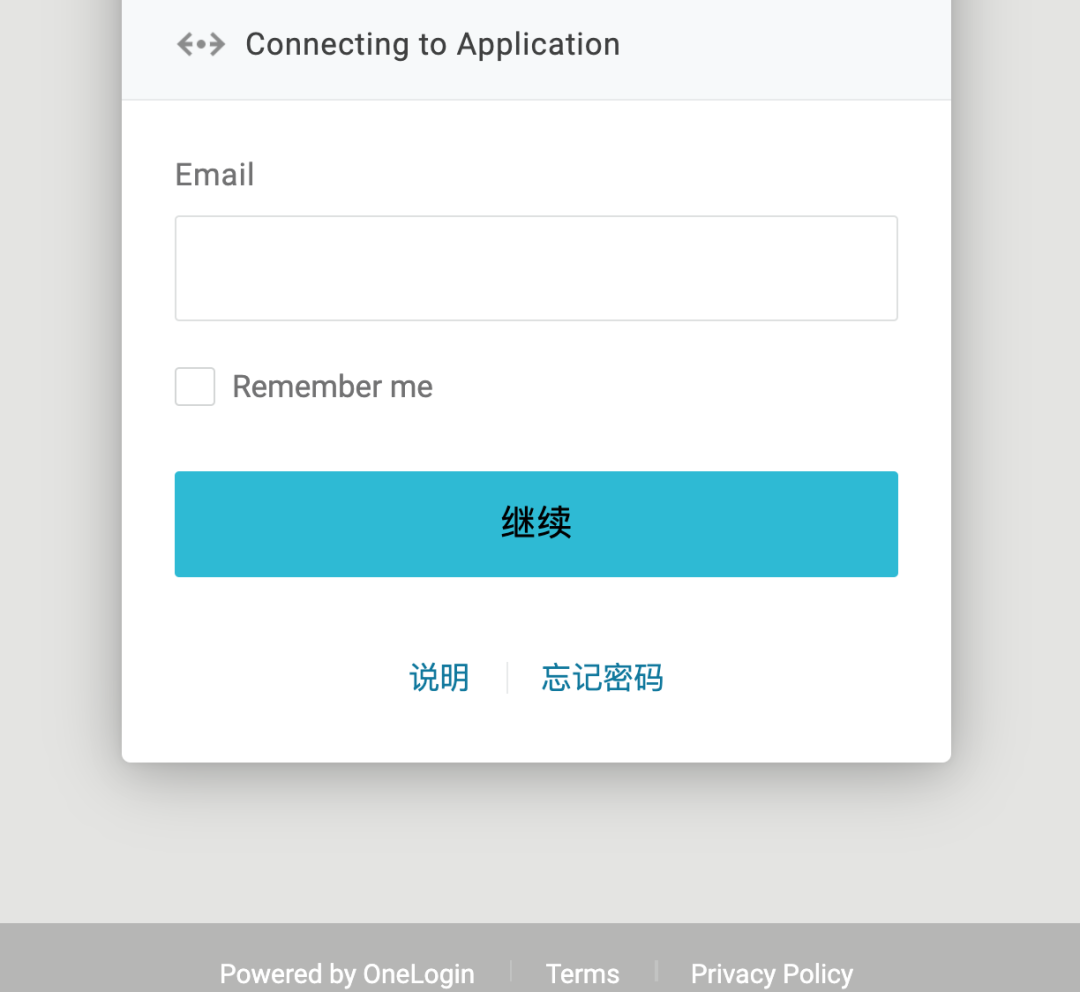 Connecting to Application
Email
Remember me
继续
说明 忘记密码
Powered by OneLogin Terms Privacy Policy